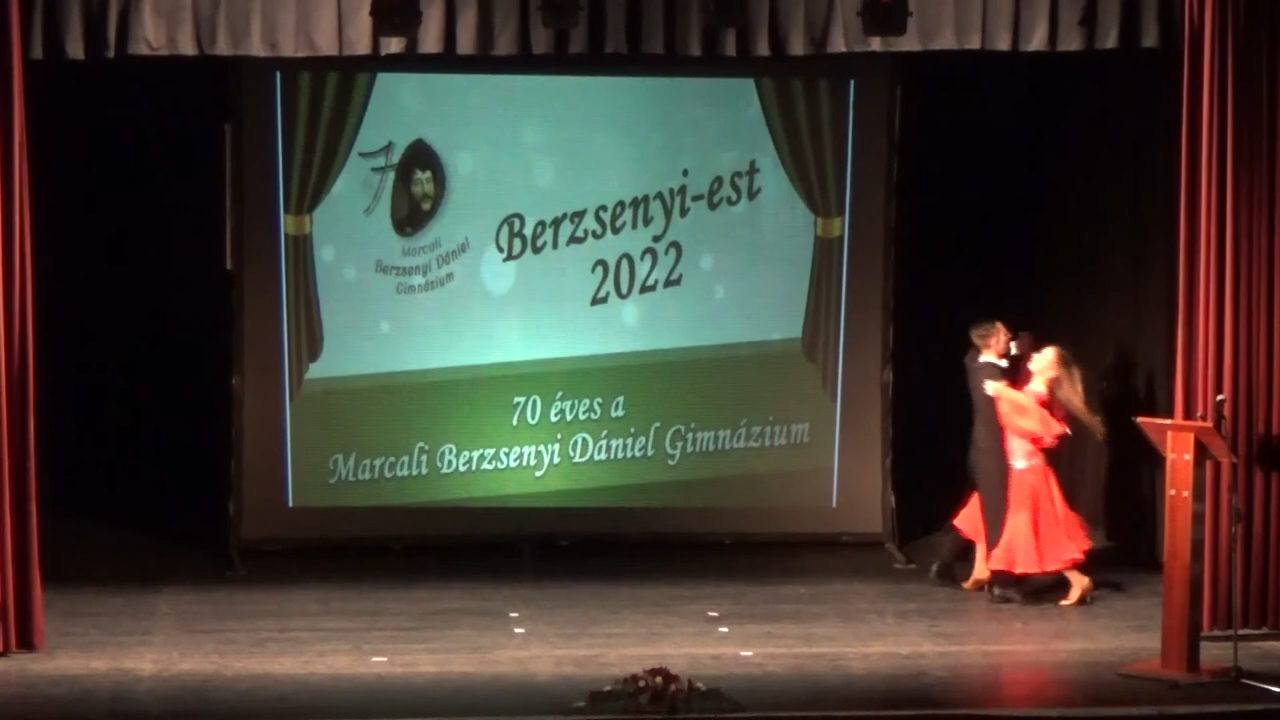 70
Marcali
Berzsenyi Dániel
Gimnázium
Berzsenyi-est
2022
70 éves a
Marcali Berzsenyi Dániel Gimnázium